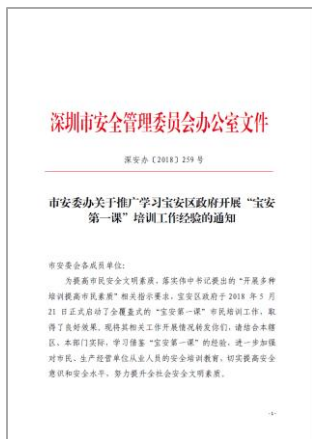 深圳市安全管理委员会办公室文件
深安办〔2018〕259号
市安委办关于推广学习宝安区政府开展“宝安
第一课”培训工作经验的通知
市安委会各成员单位:
为提高市民安全文明素质，落实伟中书记提出的“开展多种
培训提高市民素质”相关指示要求，宝安区政府于 2018 年 5 月
21 日正式启动了全覆盖式的“宝安第一课”市民培训工作，取
得了良好效果。现将其相关工作开展情况转发你们，请结合本辖
区、本部门实际，学习借鉴“宝安第一课”的经验，进一步加强
对市民、生产经营单位从业人员的安全培训教育，切实提高安全
意识和安全水平，努力提升全社会安全文明素质。